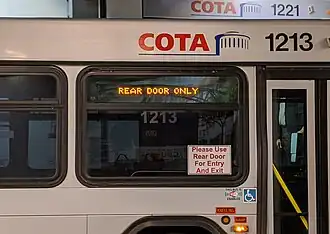 COTA 1221
COTA 1213
REAR DOOR ONLY
1213
Please Use
Rear Door
For Entry
And Exit